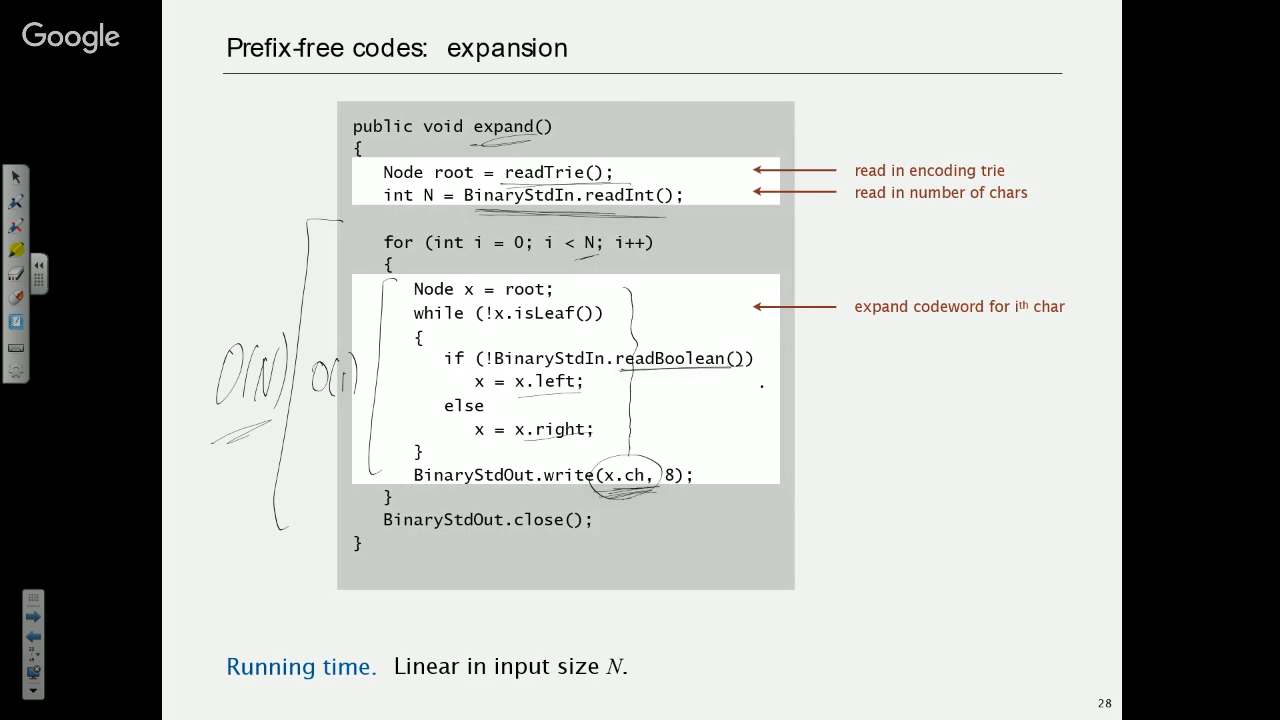 Google
Prefix-free codes: expansion
public void expand()
{
Node root = readTrie();
read in encoding trie
int N = BinaryStdIn.readInt();
read in number of chars
for (int i = 0; i < N; i++)
{
Node x = root;
while (!x.isLeaf())
expand codeword for ith char
{
if (!BinaryStdIn.readBoolean())
x = x.left;
O(N)
O(1)
else
x = x.right;
}
BinaryStdOut.write(x.ch, 8);
}
BinaryStdOut.close();
}
Running time. Linear in input size N.
28